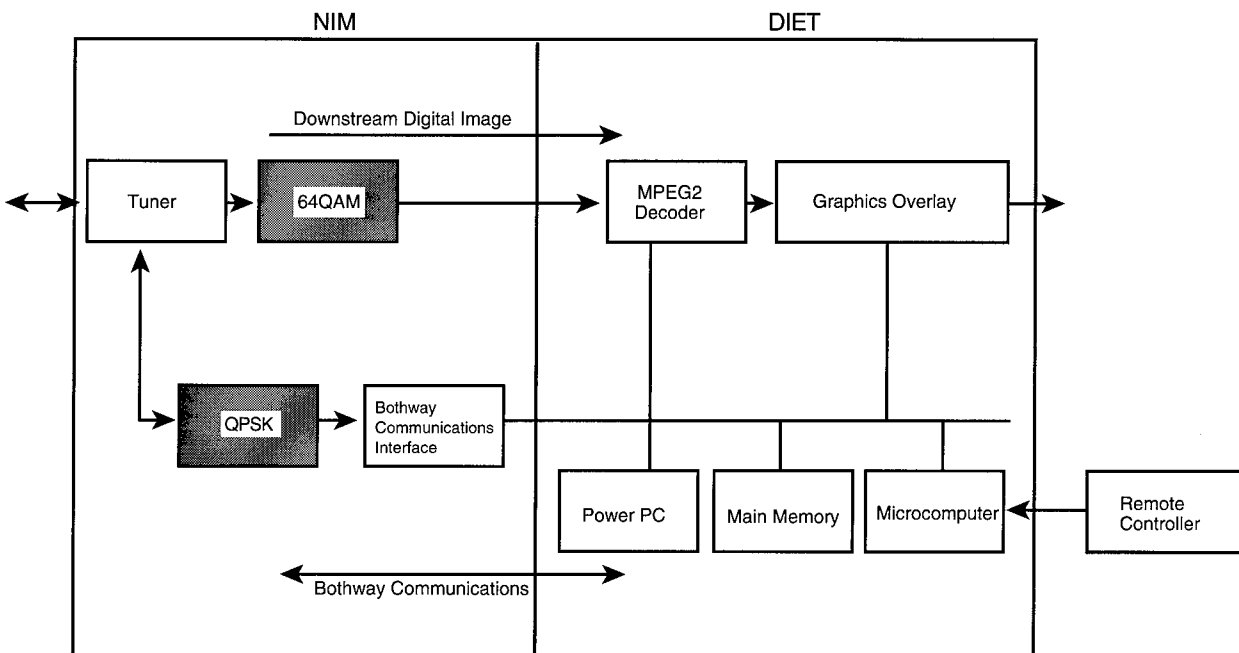 NIM
DIET
Downstream Digital Image
Tuner
64QAM
MPEG2
Decoder
Graphics Overlay
QPSK
Bothway
Communications
Interface
Power PC
Main Memory
Microcomputer
Remote
Controller
Bothway Communications